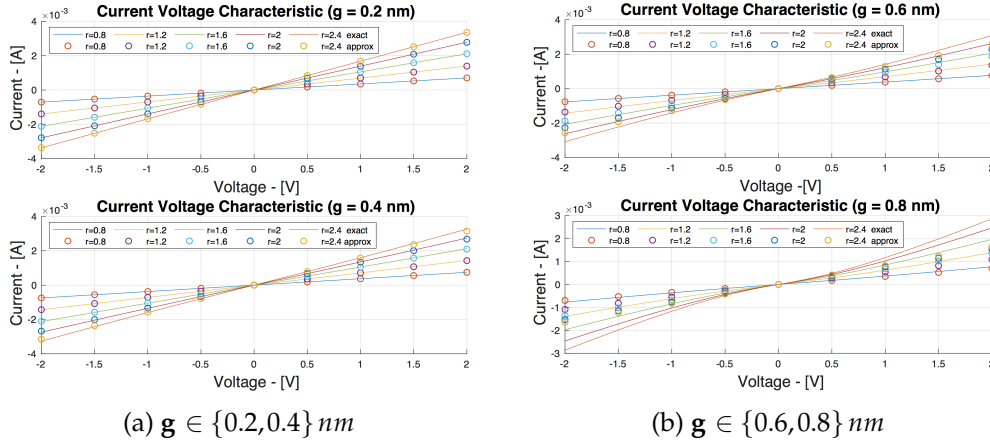 Current Voltage Characteristic (g = 0.2 nm)
×10⁻³
4
2
0
-2
-4
Current - [A]
r=0.8 r=1.2 r=1.6 r=2 r=2.4 exact
r=0.8 r=1.2 r=1.6 r=2 r=2.4 approx
-2 -1.5 -1 -0.5 0 0.5 1 1.5 2
Voltage - [V]
Current Voltage Characteristic (g = 0.4 nm)
×10⁻³
4
2
0
-2
-4
Current - [A]
r=0.8 r=1.2 r=1.6 r=2 r=2.4 exact
r=0.8 r=1.2 r=1.6 r=2 r=2.4 approx
-2 -1.5 -1 -0.5 0 0.5 1 1.5 2
Voltage - [V]
(a) g ∈ {0.2, 0.4} nm
Current Voltage Characteristic (g = 0.6 nm)
×10⁻³
4
2
0
-2
-4
Current - [A]
r=0.8 r=1.2 r=1.6 r=2 r=2.4 exact
r=0.8 r=1.2 r=1.6 r=2 r=2.4 approx
-2 -1.5 -1 -0.5 0 0.5 1 1.5 2
Voltage - [V]
Current Voltage Characteristic (g = 0.8 nm)
×10⁻³
3
2
1
0
-1
-2
-3
Current - [A]
r=0.8 r=1.2 r=1.6 r=2 r=2.4 exact
r=0.8 r=1.2 r=1.6 r=2 r=2.4 approx
-2 -1.5 -1 -0.5 0 0.5 1 1.5 2
Voltage - [V]
(b) g ∈ {0.6, 0.8} nm